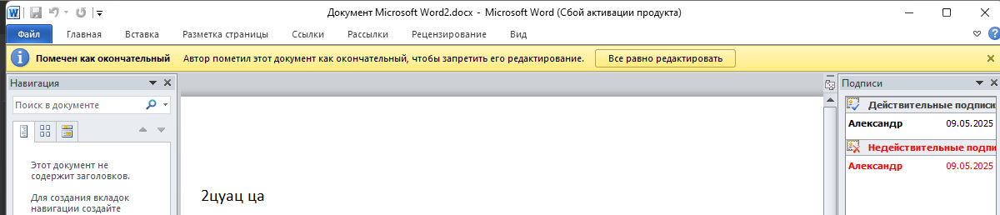 Документ Microsoft Word2.docx - Microsoft Word (Сбой активации продукта)
Файл Главная Вставка Разметка страницы Ссылки Рассылки Рецензирование Вид
Помечен как окончательный Автор пометил этот документ как окончательный, чтобы запретить его редактирование. Все равно редактировать
Навигация
Поиск в документе
Этот документ не
содержит заголовков.
Для создания вкладок
навигации создайте
2цуац ца
Подписи
Действительные подписи
Александр 09.05.2025
Недействительные подпи
Александр 09.05.2025